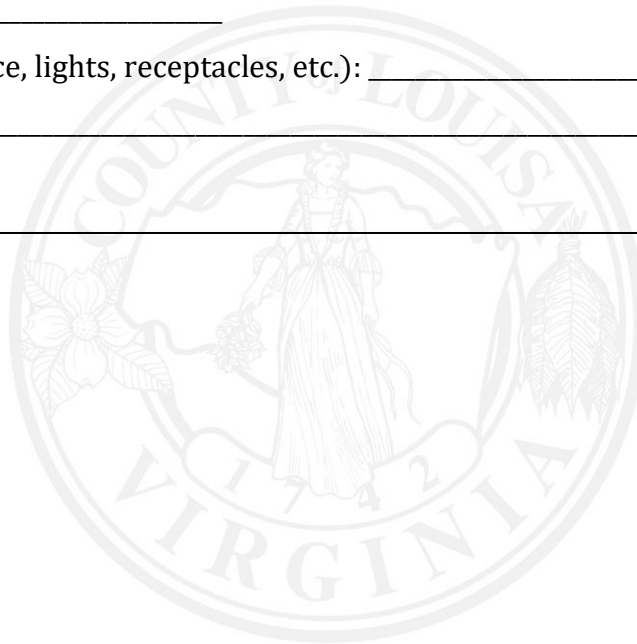 ce, lights, receptacles, etc.):
COUNTY of LOUISA
1742
VIRGINIA